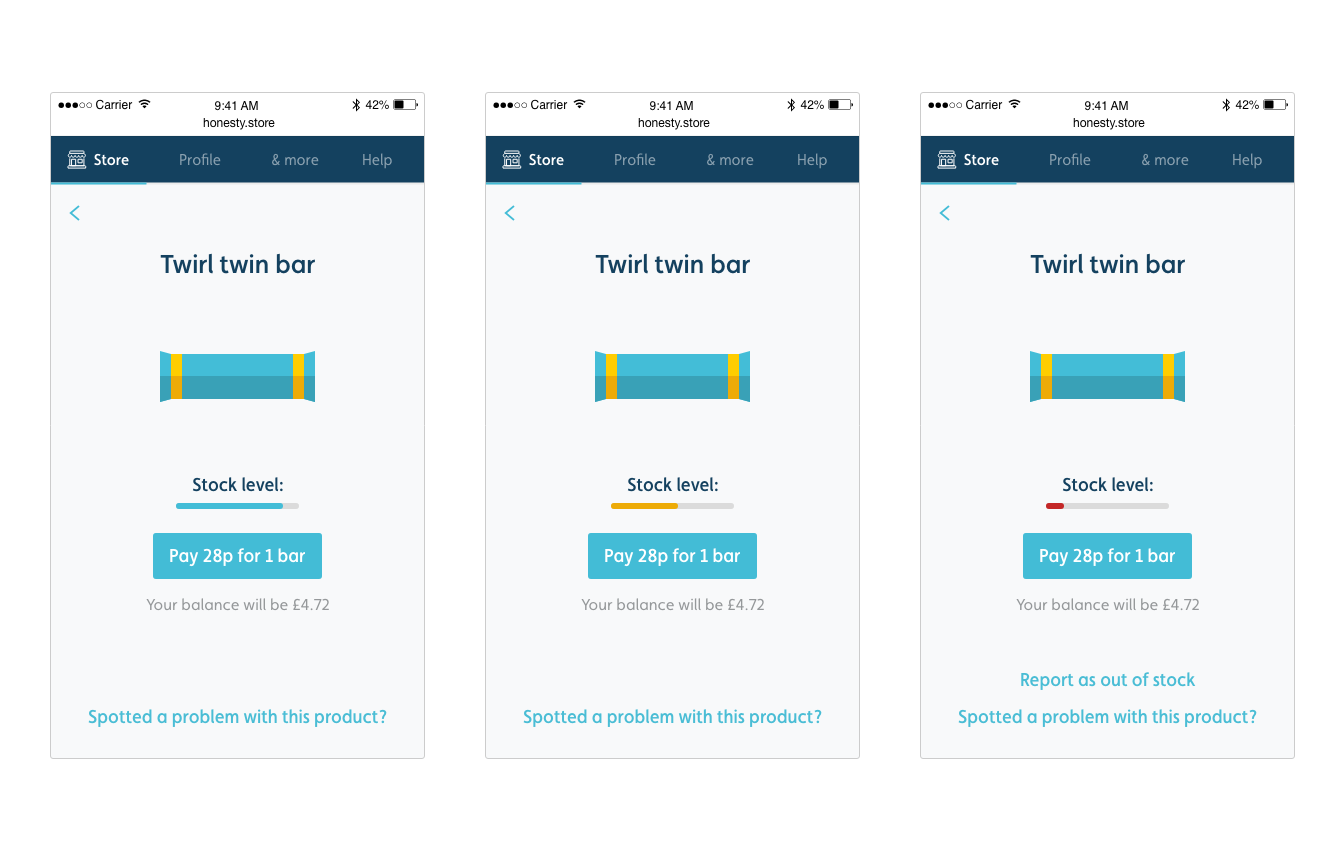 ●●●○○ Carrier 9:41 AM 42%
honesty.store
Store Profile & more Help
Twirl twin bar
Stock level:
Pay 28p for 1 bar
Your balance will be £4.72
Spotted a problem with this product?
●●●○○ Carrier 9:41 AM 42%
honesty.store
Store Profile & more Help
Twirl twin bar
Stock level:
Pay 28p for 1 bar
Your balance will be £4.72
Spotted a problem with this product?
●●●○○ Carrier 9:41 AM 42%
honesty.store
Store Profile & more Help
Twirl twin bar
Stock level:
Pay 28p for 1 bar
Your balance will be £4.72
Report as out of stock
Spotted a problem with this product?